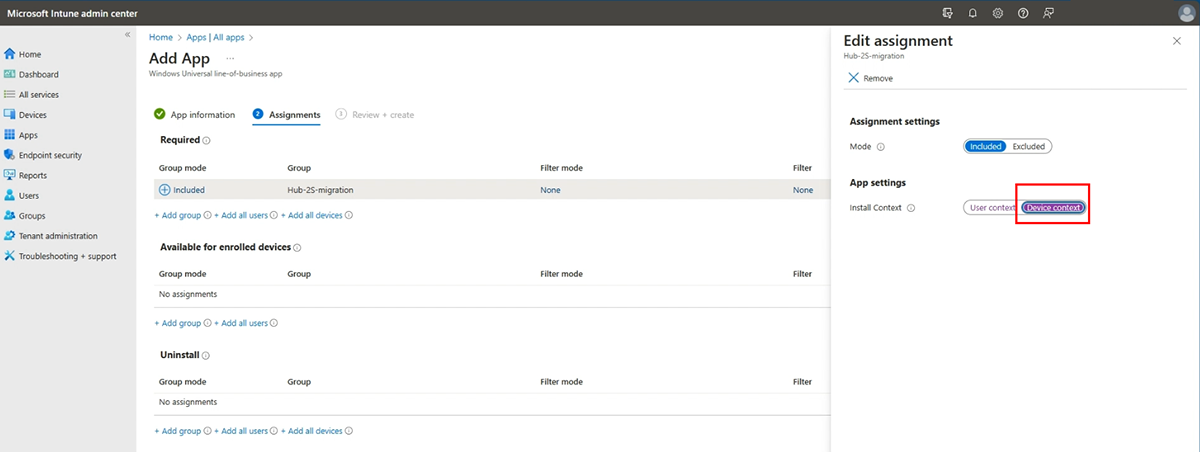 Microsoft Intune admin center
«
Home
Dashboard
All services
Devices
Apps
Endpoint security
Reports
Users
Groups
Tenant administration
Troubleshooting + support
Home > Apps | All apps >
Add App ...
Windows Universal line-of-business app
App information
2 Assignments
3 Review + create
Required
Group mode Group Filter mode Filter
Included Hub-2S-migration None None
+ Add group + Add all users + Add all devices
Available for enrolled devices
Group mode Group Filter mode Filter
No assignments
+ Add group + Add all users
Uninstall
Group mode Group Filter mode Filter
No assignments
+ Add group + Add all users + Add all devices
Edit assignment
Hub-2S-migration
Remove
Assignment settings
Mode Included Excluded
App settings
Install Context User context Device context